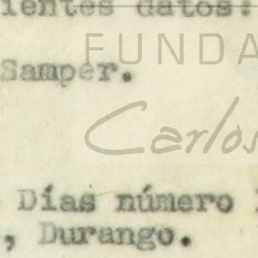 ientes datos:
FUNDA
Samper.
Carlos
Días número
, Durango.